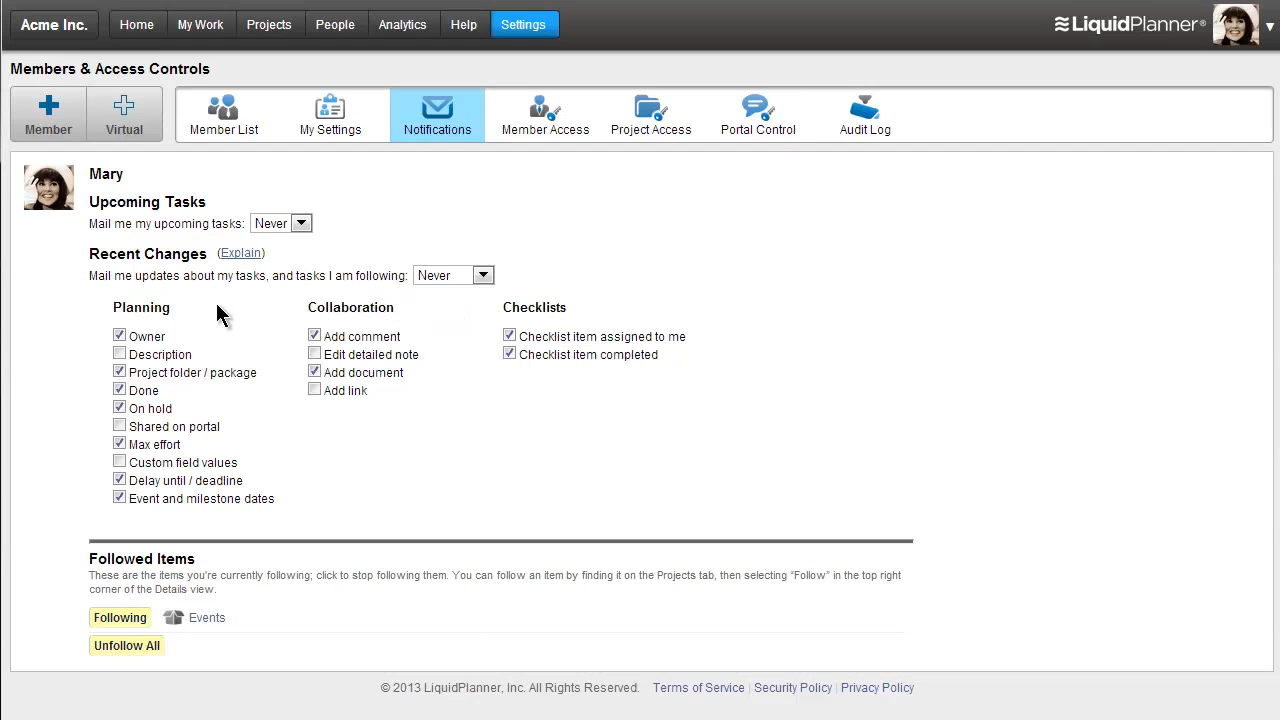 Acme Inc. Home My Work Projects People Analytics Help Settings LiquidPlanner®
Members & Access Controls
Member Virtual Member List My Settings Notifications Member Access Project Access Portal Control Audit Log
Mary
Upcoming Tasks
Mail me my upcoming tasks: Never
Recent Changes (Explain)
Mail me updates about my tasks, and tasks I am following: Never
Planning Collaboration Checklists
Owner Add comment Checklist item assigned to me
Description Edit detailed note Checklist item completed
Project folder / package Add document
Done Add link
On hold
Shared on portal
Max effort
Custom field values
Delay until / deadline
Event and milestone dates
Followed Items
These are the items you're currently following; click to stop following them. You can follow an item by finding it on the Projects tab, then selecting “Follow” in the top right
corner of the Details view.
Following Events
Unfollow All
© 2013 LiquidPlanner, Inc. All Rights Reserved. Terms of Service | Security Policy | Privacy Policy